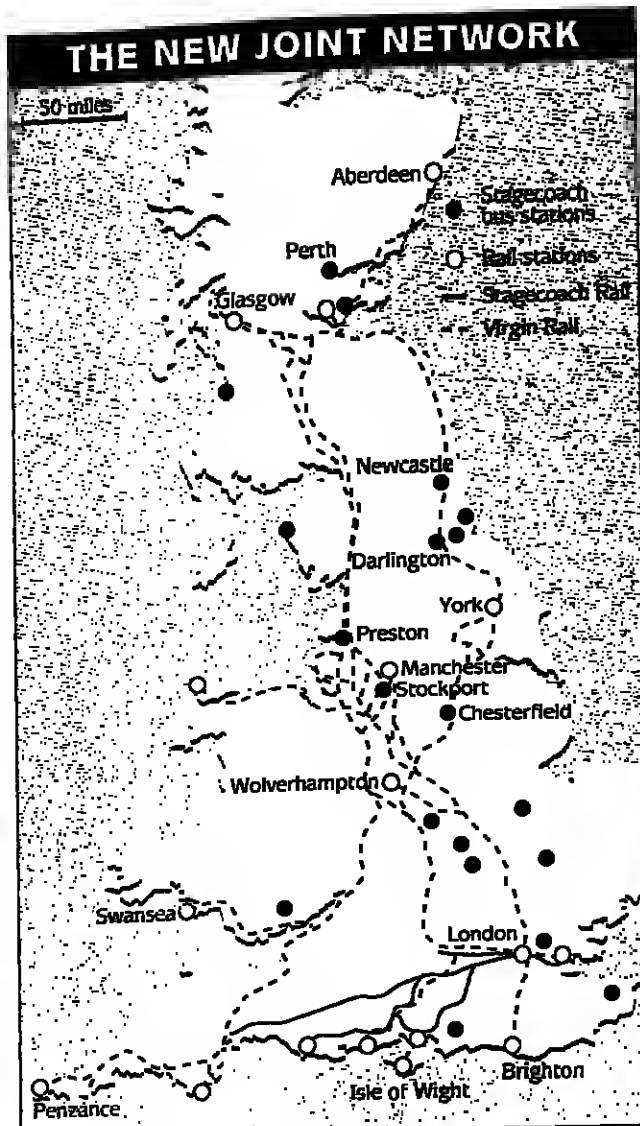 THE NEW JOINT NETWORK
50 miles
Aberdeen
Stagecoach
bus stations
Perth
Rail stations
Glasgow
Stagecoach Rail
Virgin Rail
Newcastle
Darlington
York
Preston
Manchester
Stockport
Chesterfield
Wolverhampton
Swansea
London
Isle of Wight
Brighton
Penzance